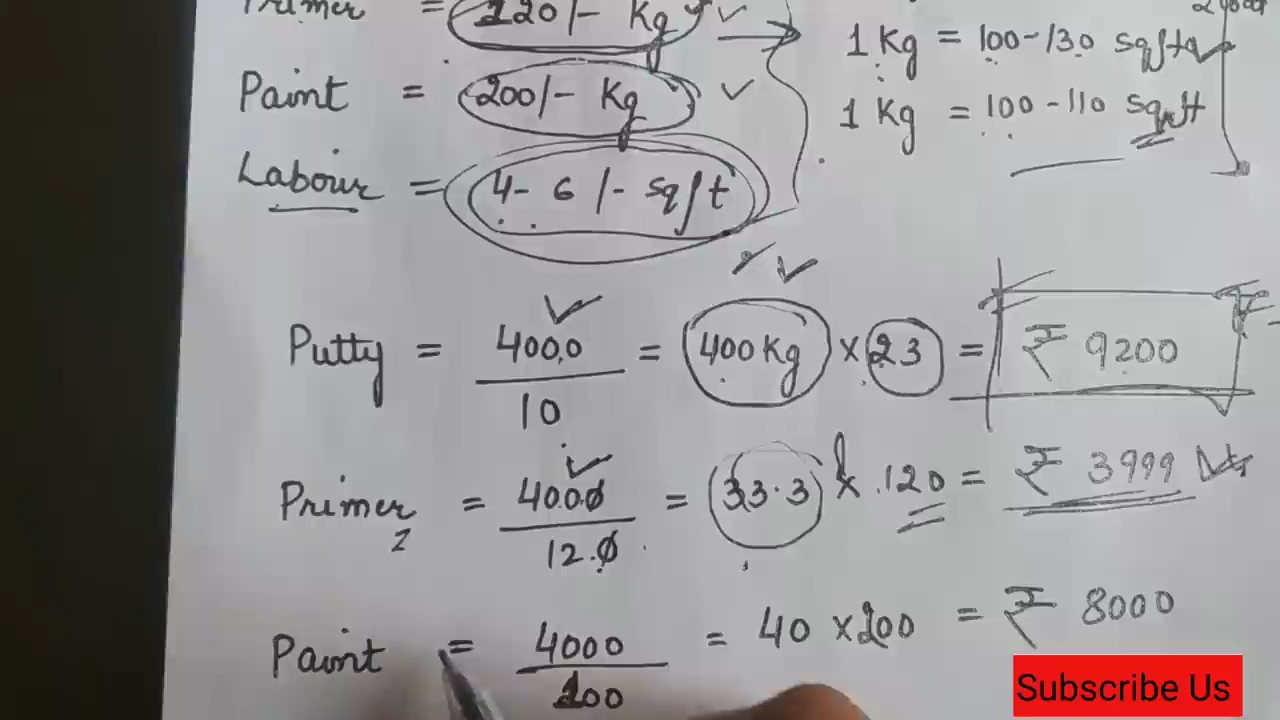 Primer = 120/- Kg
1 Kg = 100-130 sqft
Paint = 200/- Kg
1 Kg = 100-110 sqft
Labour = 4-6/- sqft
Putty = 4000/10 = 400Kg × 23 = ₹ 9200
Primer = 4000/120 = 33.3 × 120 = ₹ 3999
Paint = 4000/100 = 40 × 200 = ₹ 8000
Subscribe Us